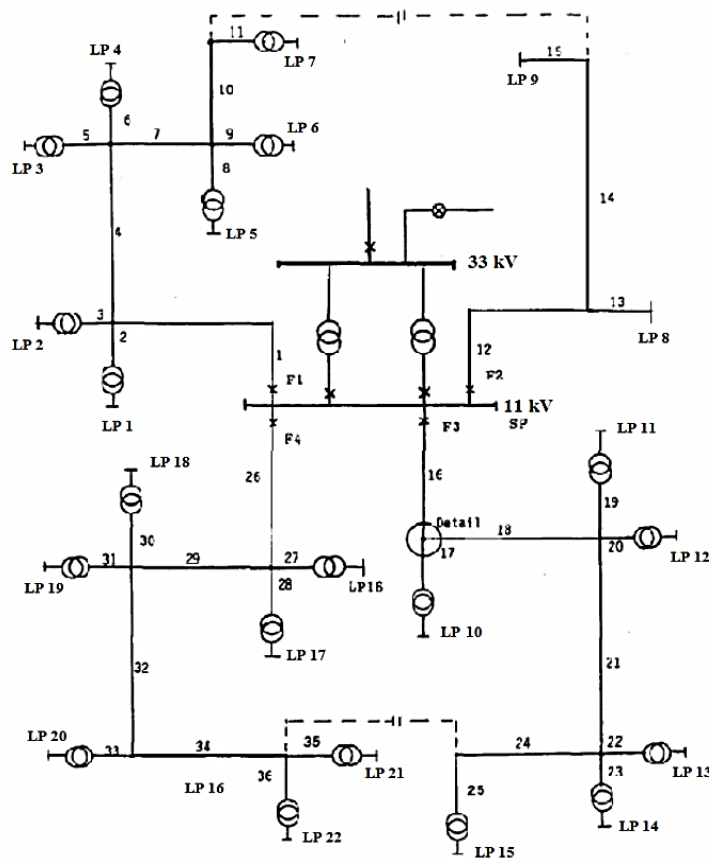 11
LP 7
LP 4
10
15
LP 9
6
5
7
9
LP 6
LP 3
8
LP 5
14
4
33 kV
3
2
LP 2
1
12
13
LP 8
F1
F2
LP 1
11 kV
F4
F3
SP
LP 11
LP 18
26
16
19
Detail
18
30
17
20
31
29
27
LP 12
LP 19
28
LP16
LP 10
LP 17
32
21
LP 20
33
34
35
24
22
LP 16
36
LP 21
25
23
LP 13
LP 22
LP 15
LP 14